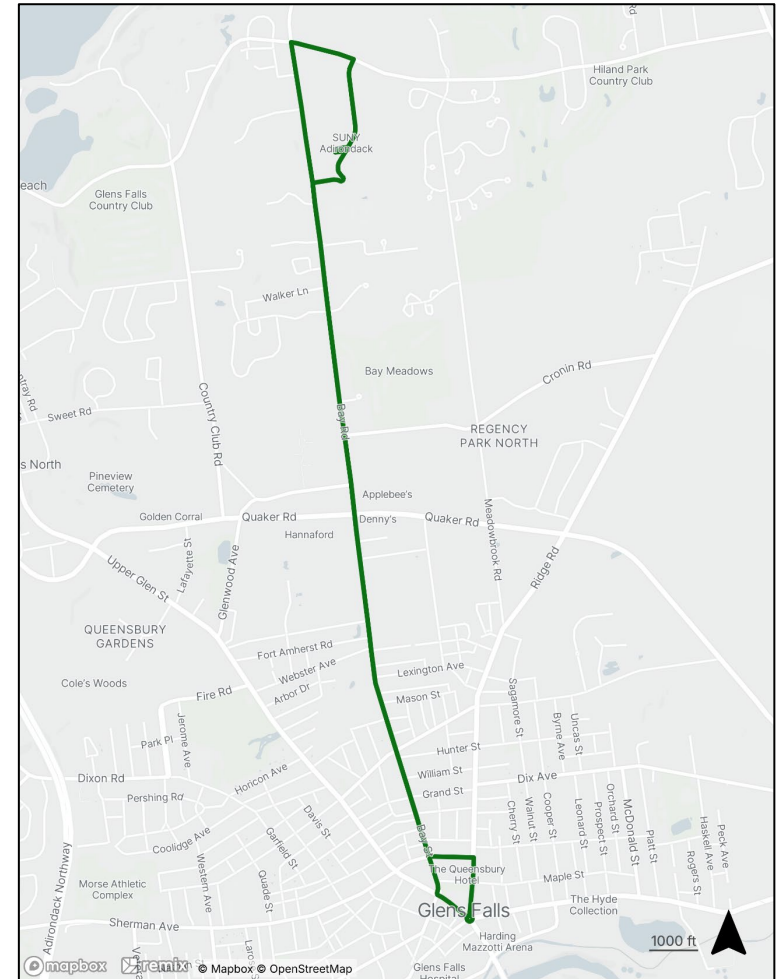 Rd
Hiland Park
Country Club
SUNY
Adirondack
each
Glens Falls
Country Club
Walker Ln
Bay Meadows
Cronin Rd
Sweet Rd
Country Club Rd
Bay Rd
REGENCY
PARK NORTH
s North
Pineview
Cemetery
Applebee's
Golden Corral
Quaker Rd
Denny's
Quaker Rd
Hannaford
Meadowbrook Rd
Lafayette St
Glenwood Ave
Upper Glen St
Ridge Rd
QUEENSBURY
GARDENS
Fort Amherst Rd
Webster Ave
Arbor Dr
Lexington Ave
Cole's Woods
Fire Rd
Mason St
Sagamore St
Jerome Ave
Byrne Ave
Uncas St
Park Pl
Hunter St
William St
Dix Ave
Dixon Rd
Horicon Ave
Grand St
Pershing Rd
Davis St
Cherry St
Walnut St
Cooper St
Leonard St
Prospect St
Orchard St
McDonald St
Platt St
Haskell Ave
Peck Ave
Rogers St
Coolidge Ave
Garfield St
Bay St
The Queensbury
Hotel
Maple St
Western Ave
Quade St
Morse Athletic
Complex
The Hyde
Collection
Glens Falls
Adirondack Northway
Sherman Ave
Harding
Mazzotti Arena
1000 ft
Glens Falls
Hospital
mapbox remix © Mapbox © OpenStreetMap